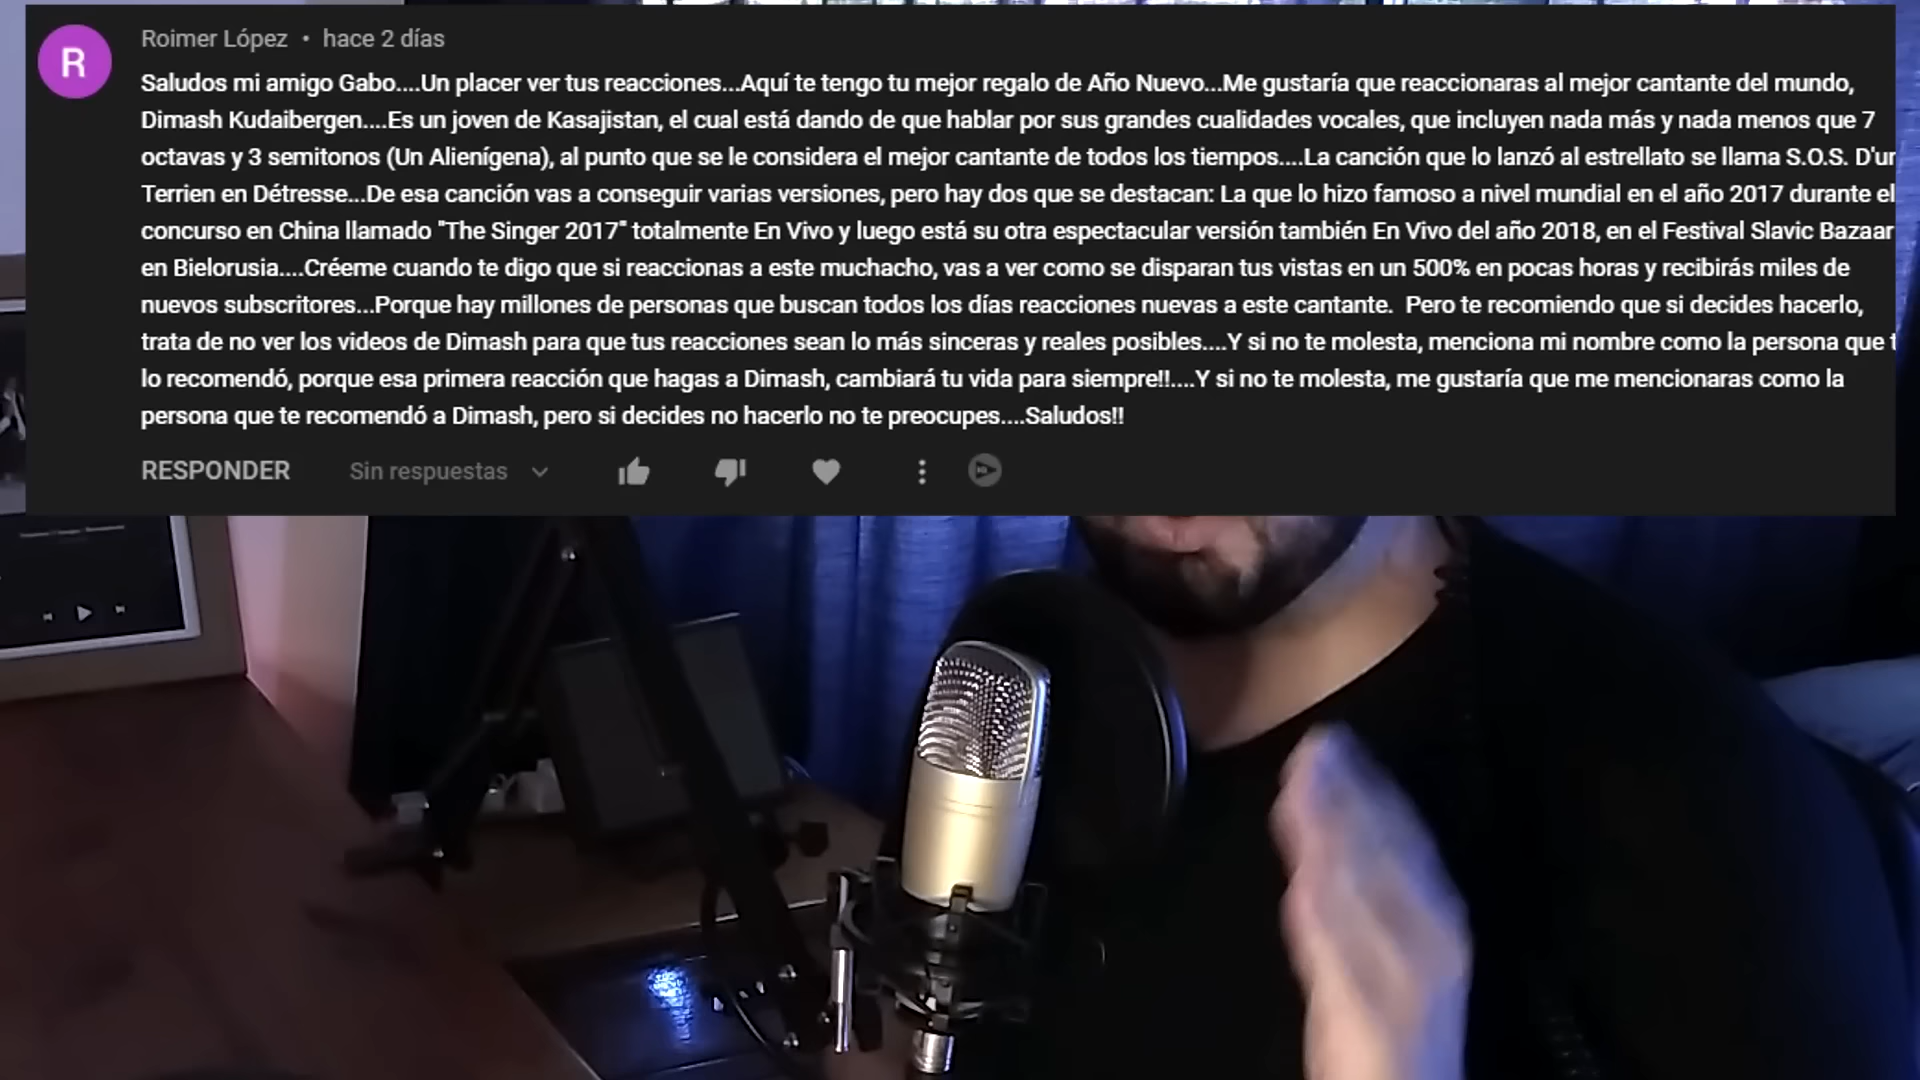 R
Roimer López • hace 2 días
Saludos mi amigo Gabo....Un placer ver tus reacciones...Aquí te tengo tu mejor regalo de Año Nuevo...Me gustaría que reaccionaras al mejor cantante del mundo,
Dimash Kudaibergen....Es un joven de Kasajistan, el cual está dando de que hablar por sus grandes cualidades vocales, que incluyen nada más y nada menos que 7
octavas y 3 semitonos (Un Alienígena), al punto que se le considera el mejor cantante de todos los tiempos....La canción que lo lanzó al estrellato se llama S.O.S.
Terrien en Détresse...De esa canción vas a conseguir varias versiones, pero hay dos que se destacan: La que lo hizo famoso a nivel mundial en el año 2017 durante el
concurso en China llamado "The Singer 2017" totalmente En Vivo y luego está su otra espectacular versión también En Vivo del año 2018, en el Festival Slavic Bazaar
en Bielorusia....Créeme cuando te digo que si reaccionas a este muchacho, vas a ver como se disparan tus vistas en un 500% en pocas horas y recibirás miles de
nuevos subscritores...Porque hay millones de personas que buscan todos los días reacciones nuevas a este cantante. Pero te recomiendo que si decides hacerlo,
trata de no ver los videos de Dimash para que tus reacciones sean lo más sinceras y reales posibles....Y si no te molesta, menciona mi nombre como la persona que
lo recomendó, porque esa primera reacción que hagas a Dimash, cambiará tu vida para siempre!!....Y si no te molesta, me gustaría que me mencionaras como la
persona que te recomendó a Dimash, pero si decides no hacerlo no te preocupes....Saludos!!
RESPONDER Sin respuestas